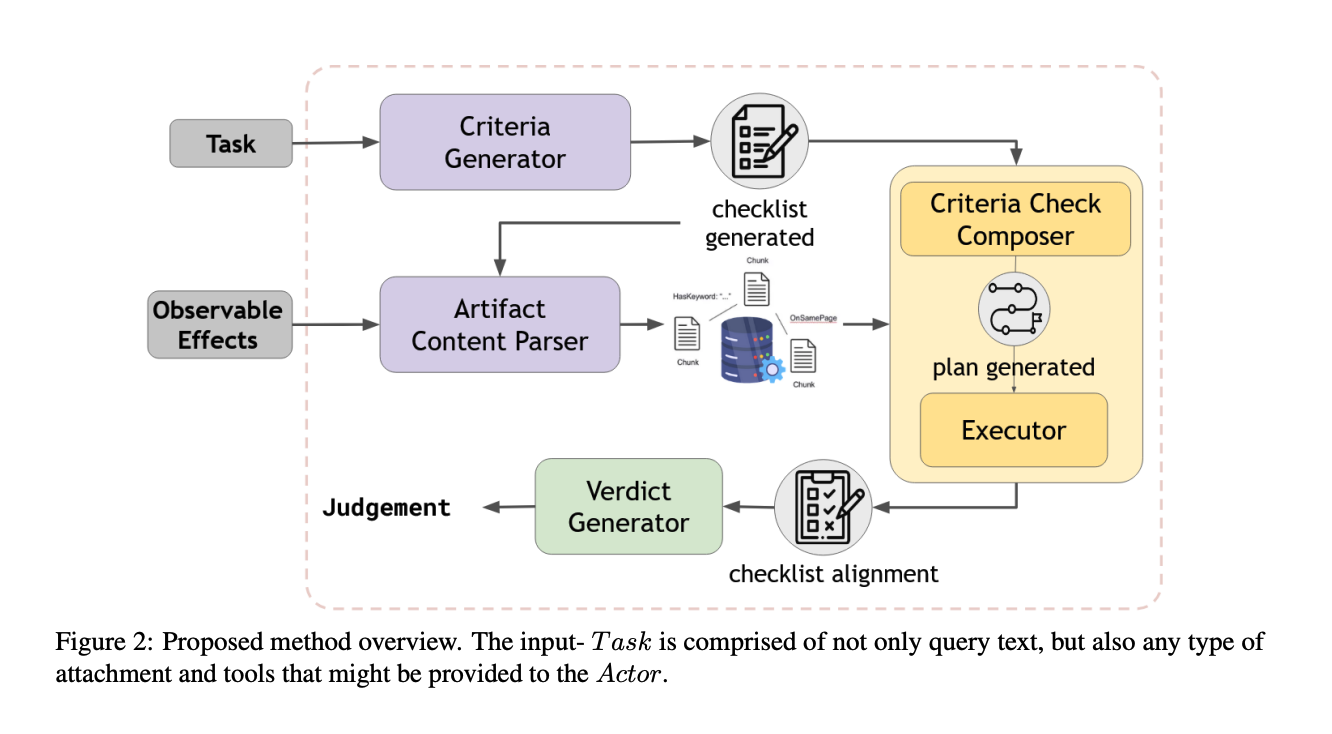 Task
Criteria
Generator
checklist
generated
Criteria Check
Composer
Observable
Effects
Artifact
Content Parser
Chunk
HasKeyword: "..."
OnSamePage
Chunk
Chunk
plan generated
Executor
Judgement
Verdict
Generator
checklist alignment
Figure 2: Proposed method overview. The input- Task is comprised of not only query text, but also any type of
attachment and tools that might be provided to the Actor.